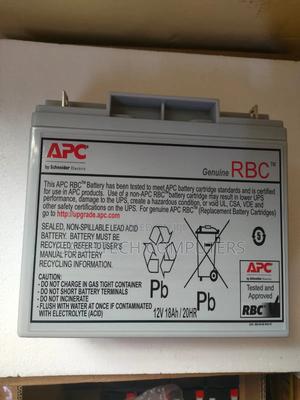 APC
by Schneider Electric
Genuine RBC™
This APC RBC™ Battery has been tested to meet APC battery cartridge standards and is certified
for use in APC products. Use of a non-APC RBC™ battery cartridge may result in lower UPS
performance, damage to the UPS, create a hazardous condition, or void UL, CSA, VDE and
other safety certifications on the UPS. For genuine APC RBC™ (Replacement Battery Cartridges)
go to http://upgrade.apc.com
SEALED, NON-SPILLABLE LEAD ACID
BATTERY. BATTERY MUST BE
RECYCLED. REFER TO USER'S
MANUAL FOR BATTERY
RECYCLING INFORMATION.
CAUTION:
- DO NOT CHARGE IN GAS TIGHT CONTAINER
- DO NOT SHORT BATTERY TERMINALS
- DO NOT INCINERATE
- FLUSH WITH WATER AT ONCE IF CONTACTED
WITH ELECTROLYTE (ACID)
Pb
Pb
12V 18Ah / 20HR
APC
by Schneider Electric
Tested and
Approved
RBC